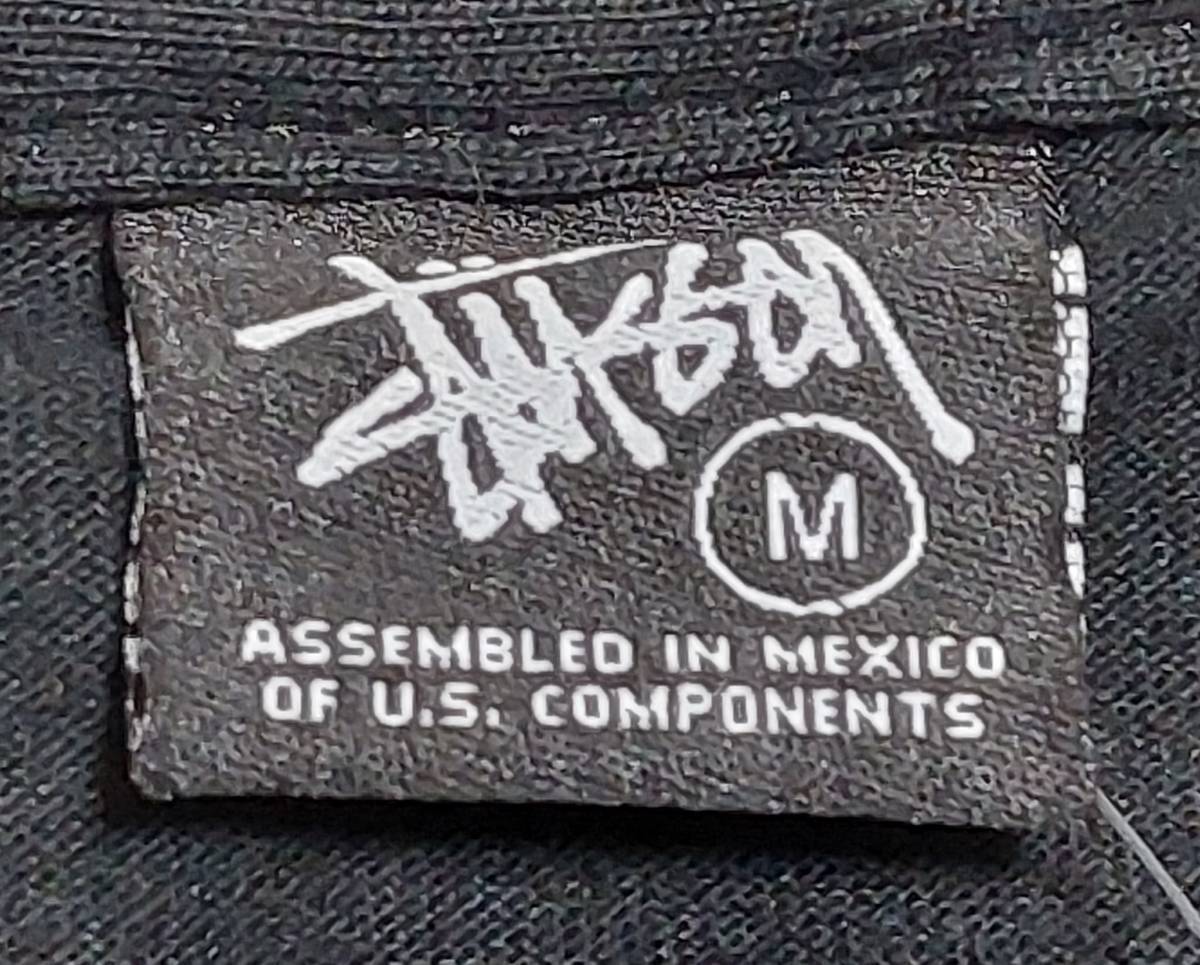 Stüssy
M
ASSEMBLED IN MEXICO
OF U.S. COMPONENTS